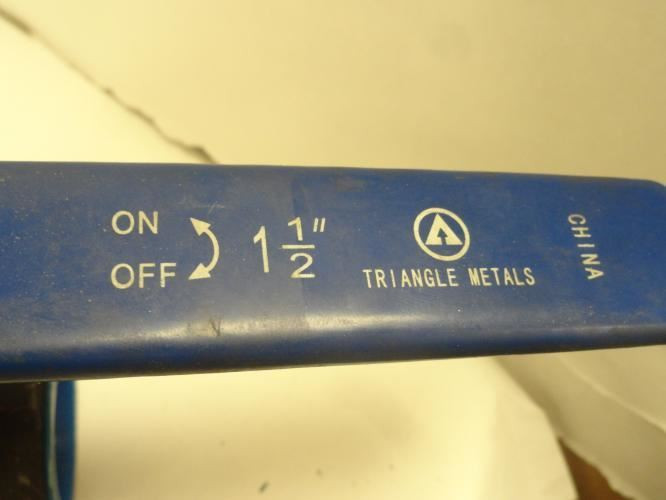 ON
OFF
1 1/2"
TRIANGLE METALS
CHINA